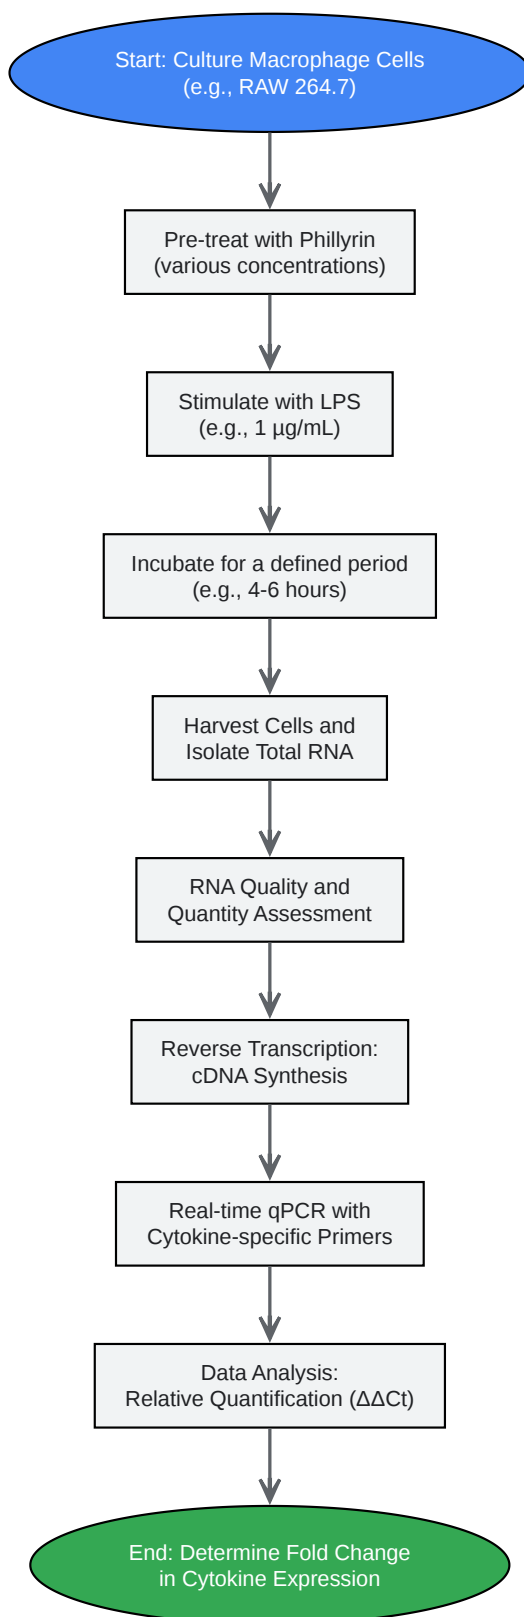 Start: Culture Macrophage Cells
(e.g., RAW 264.7)
Pre-treat with Phillyrin
(various concentrations)
Stimulate with LPS
(e.g., 1 µg/mL)
Incubate for a defined period
(e.g., 4-6 hours)
Harvest Cells and
Isolate Total RNA
RNA Quality and
Quantity Assessment
Reverse Transcription:
cDNA Synthesis
Real-time qPCR with
Cytokine-specific Primers
Data Analysis:
Relative Quantification (ΔΔCt)
End: Determine Fold Change
in Cytokine Expression